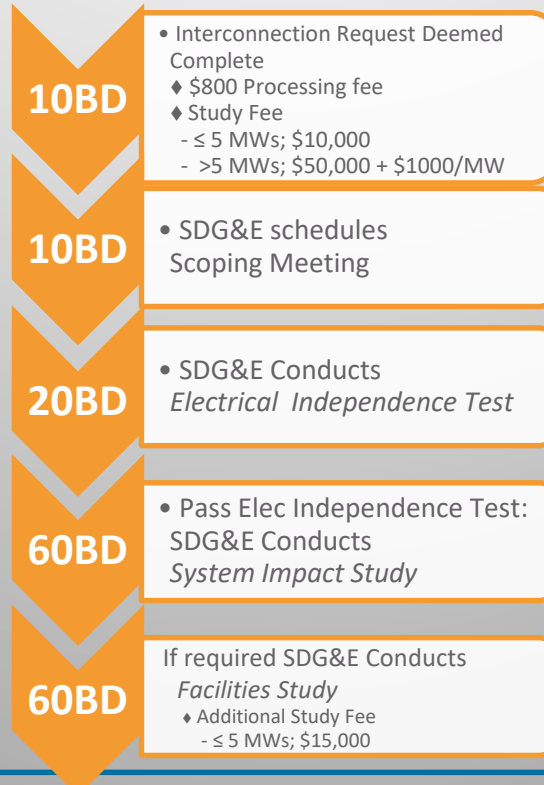 10BD
• Interconnection Request Deemed
Complete
♦ $800 Processing fee
♦ Study Fee
- ≤ 5 MWs; $10,000
- >5 MWs; $50,000 + $1000/MW
10BD
• SDG&E schedules
Scoping Meeting
20BD
• SDG&E Conducts
Electrical Independence Test
60BD
• Pass Elec Independence Test:
SDG&E Conducts
System Impact Study
60BD
If required SDG&E Conducts
Facilities Study
♦ Additional Study Fee
- ≤ 5 MWs; $15,000